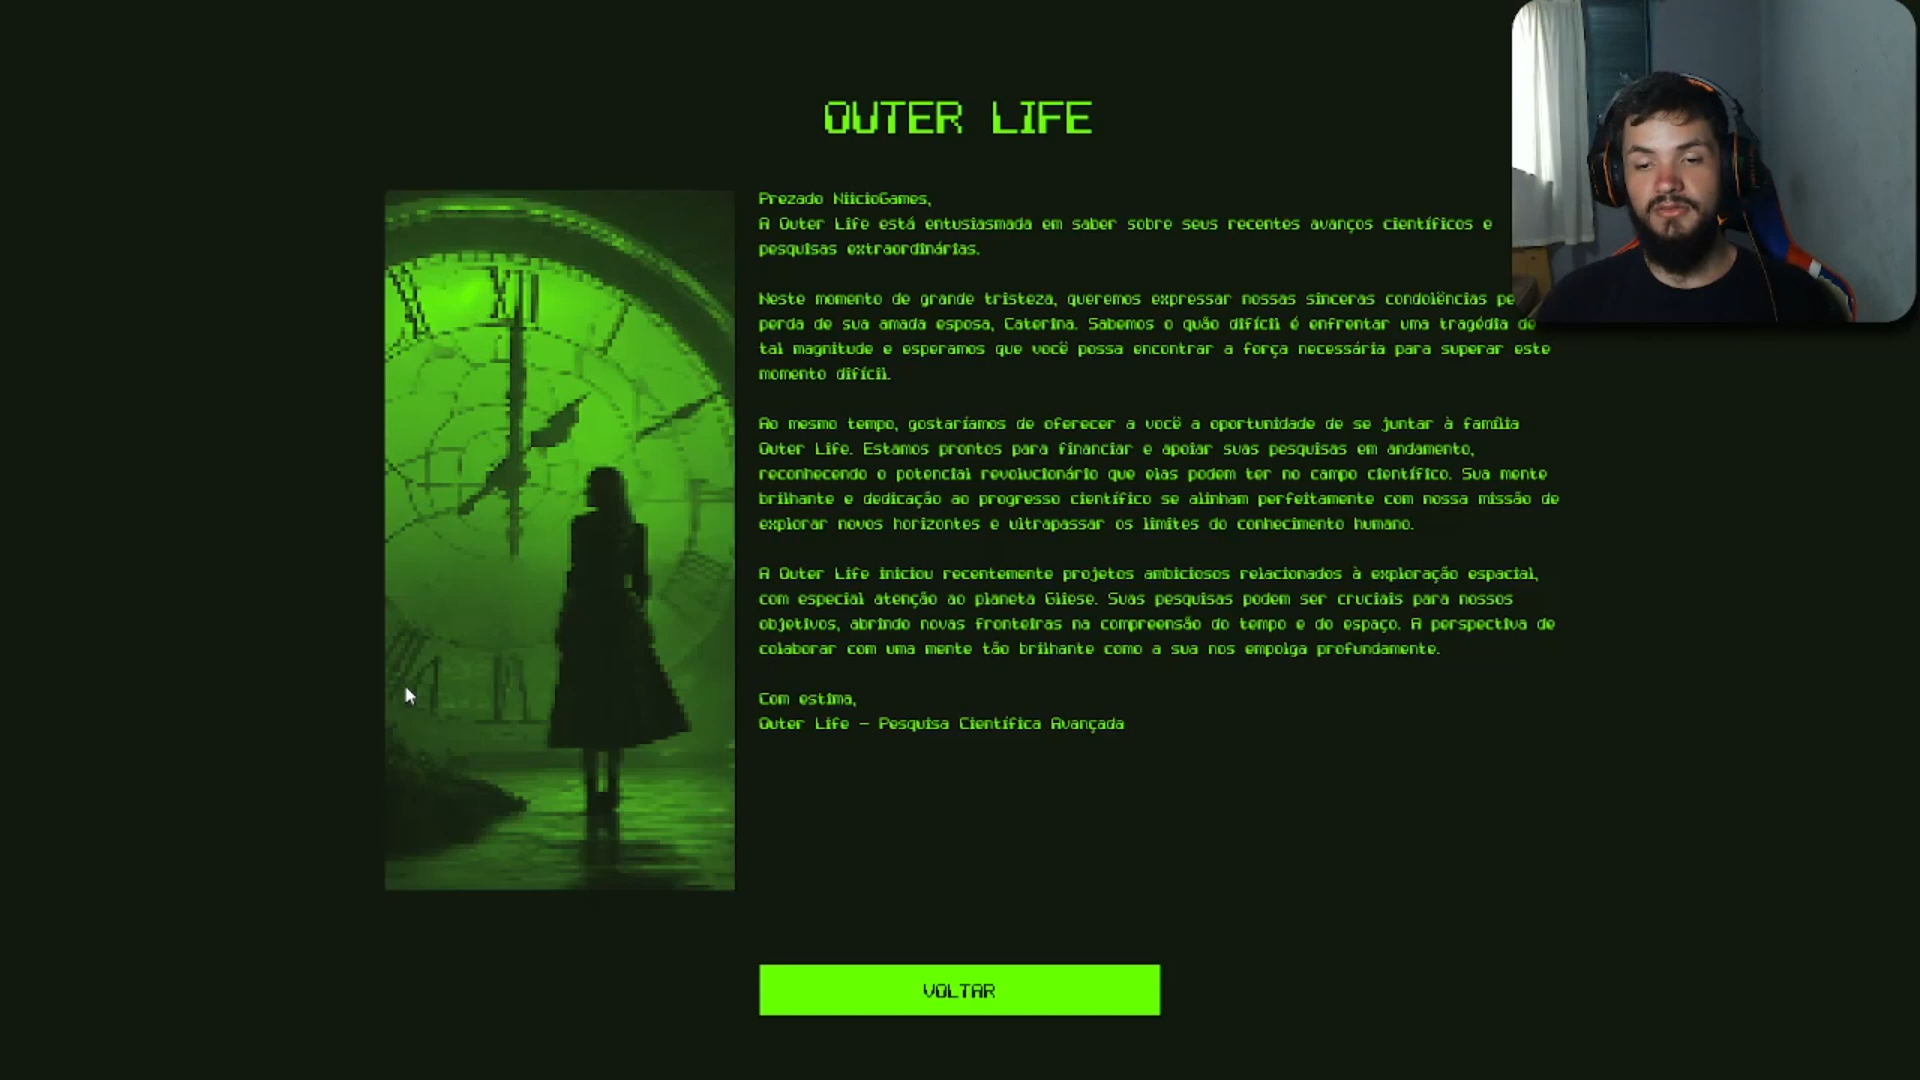 OUTER LIFE
Prezado NiicioGames,
A Outer Life está entusiasmada em saber sobre seus recentes avanços científicos e
pesquisas extraordinárias.
Neste momento de grande tristeza, queremos expressar nossas sinceras condolências pe
perda de sua amada esposa, Caterina. Sabemos o quão difícil é enfrentar uma tragédia de
tal magnitude e esperamos que você possa encontrar a força necessária para superar este
momento difícil.
Ao mesmo tempo, gostaríamos de oferecer a você a oportunidade de se juntar à família
Outer Life. Estamos prontos para financiar e apoiar suas pesquisas em andamento,
reconhecendo o potencial revolucionário que elas podem ter no campo científico. Sua mente
brilhante e dedicação ao progresso científico se alinham perfeitamente com nossa missão de
explorar novos horizontes e ultrapassar os limites do conhecimento humano.
A Outer Life iniciou recentemente projetos ambiciosos relacionados à exploração espacial,
com especial atenção ao planeta Gliese. Suas pesquisas podem ser cruciais para nossos
objetivos, abrindo novas fronteiras na compreensão do tempo e do espaço. A perspectiva de
colaborar com uma mente tão brilhante como a sua nos empolga profundamente.
Com estima,
Outer Life - Pesquisa Científica Avançada
VOLTAR